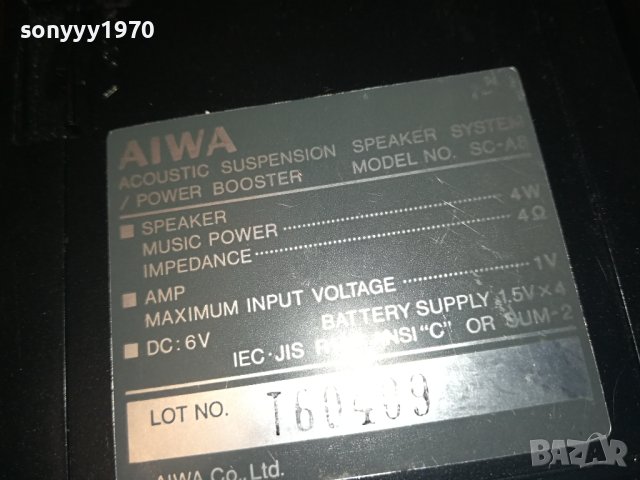 sonyyy1970
AIWA
ACOUSTIC SUSPENSION SPEAKER SYSTEM
/ POWER BOOSTER MODEL NO. SC-A8
SPEAKER
MUSIC POWER 4W
IMPEDANCE 4Ω
AMP
MAXIMUM INPUT VOLTAGE 1V
DC: 6V BATTERY SUPPLY 1,5V×4
IEC·JIS "C" OR SUM-2
LOT NO. T60409
AIWA Co., Ltd.
BAZAR